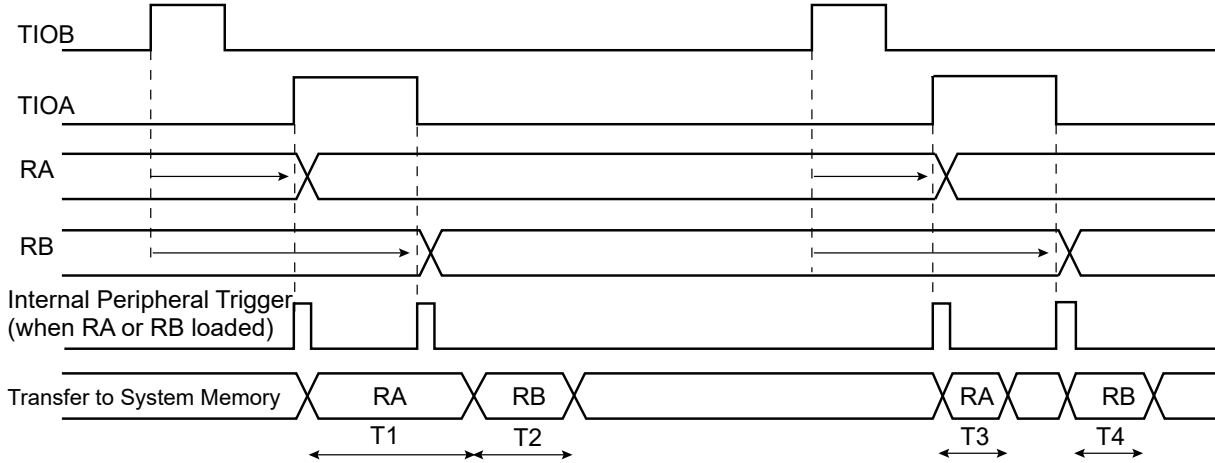 TIOB
TIOA
RA
RB
Internal Peripheral Trigger
(when RA or RB loaded)
Transfer to System Memory
RA
RB
RA
RB
T1
T2
T3
T4